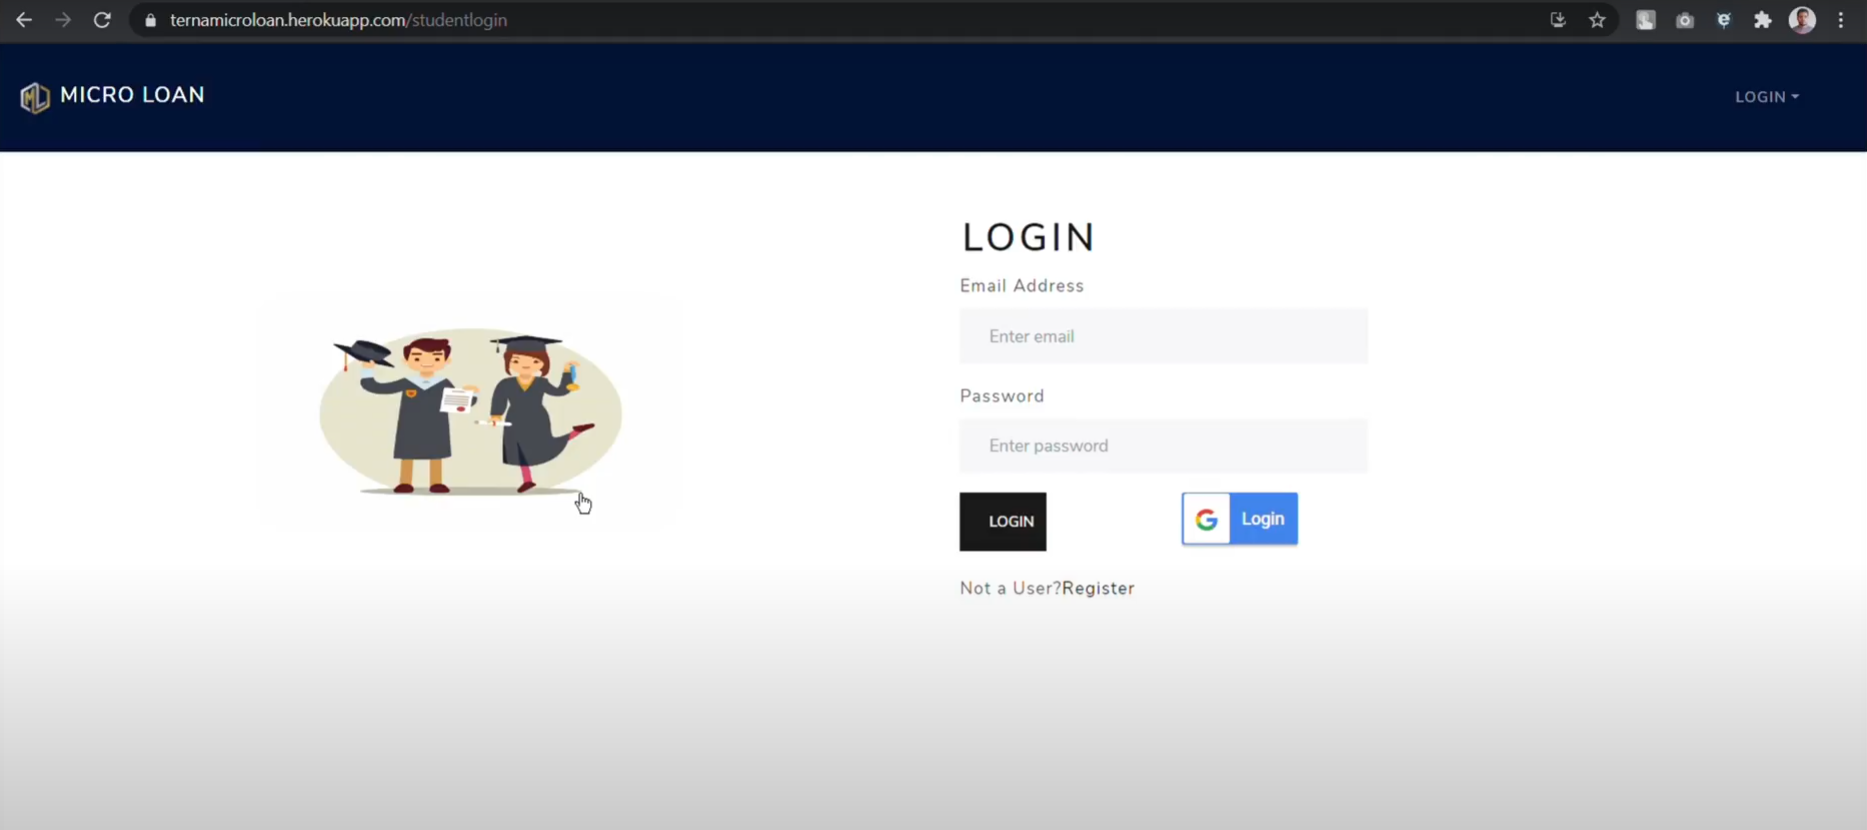 ternamicroloan.herokuapp.com/studentlogin
MICRO LOAN
LOGIN
LOGIN
Email Address
Enter email
Password
Enter password
LOGIN
Login
Not a User?Register